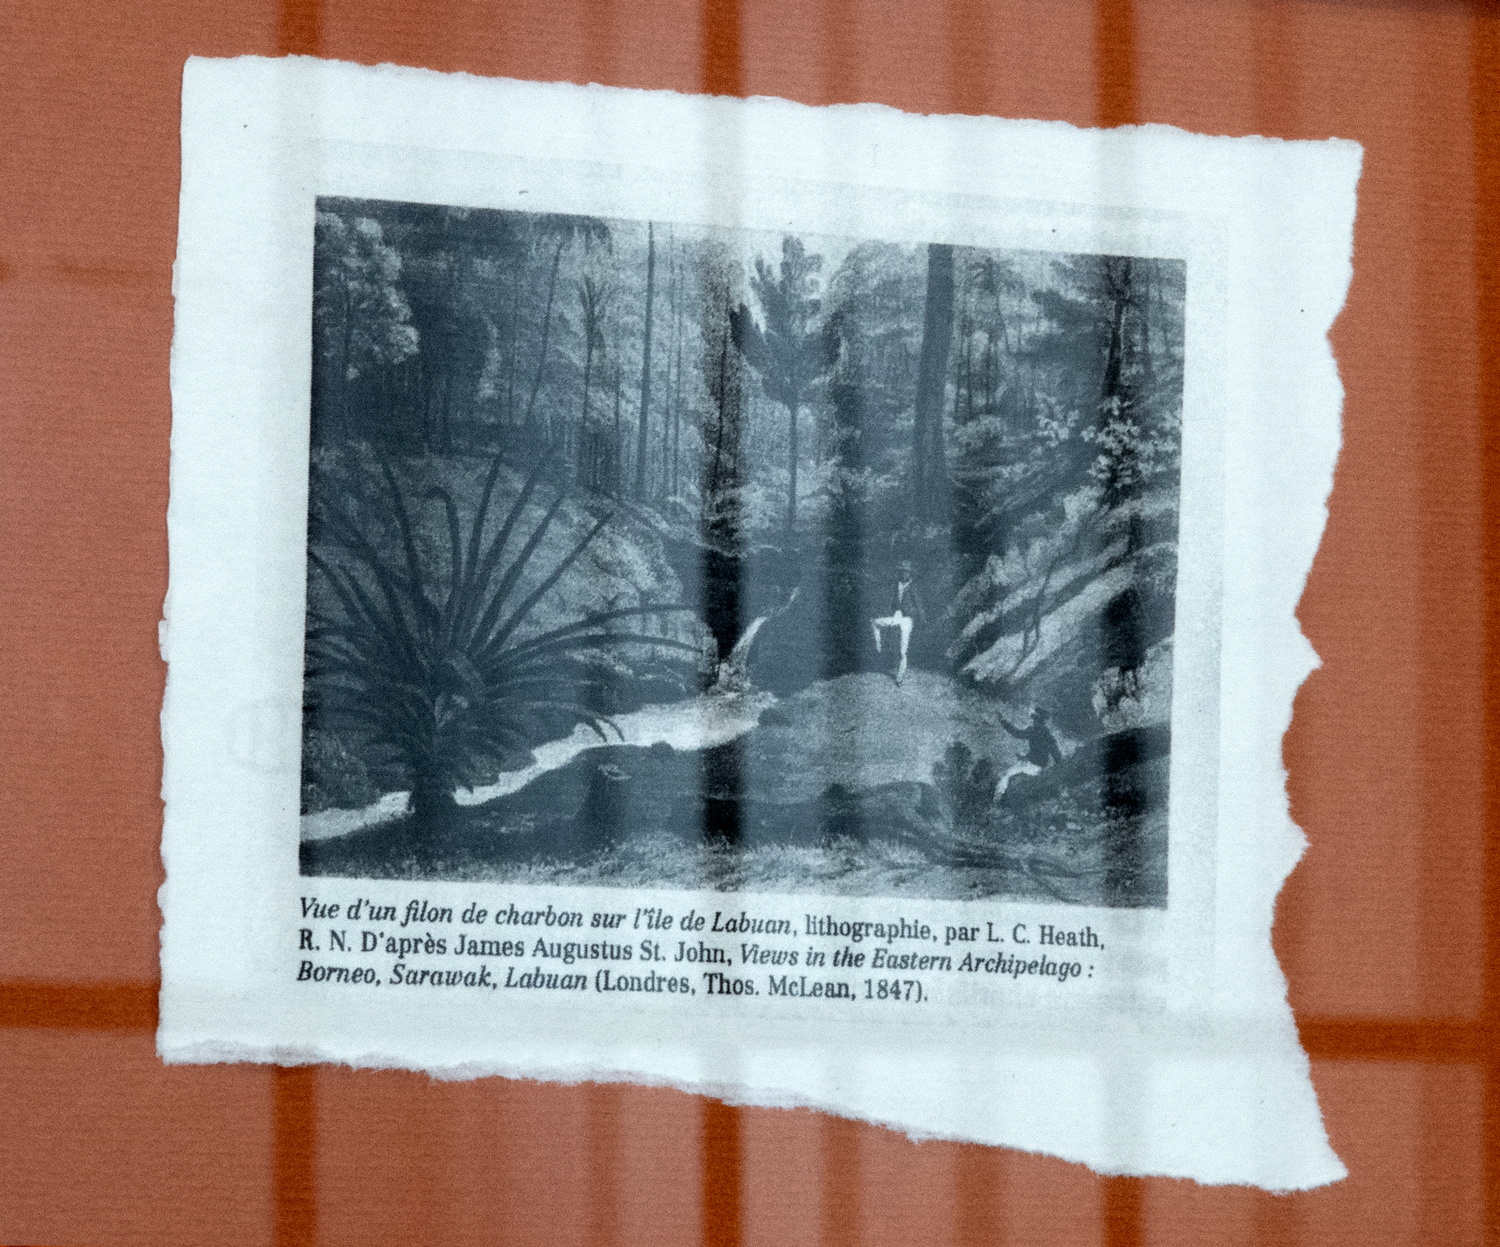 Vue d'un filon de charbon sur l'île de Labuan, lithographie, par L. C. Heath,
R. N. D'après James Augustus St. John, Views in the Eastern Archipelago :
Borneo, Sarawak, Labuan (Londres, Thos. McLean, 1847).